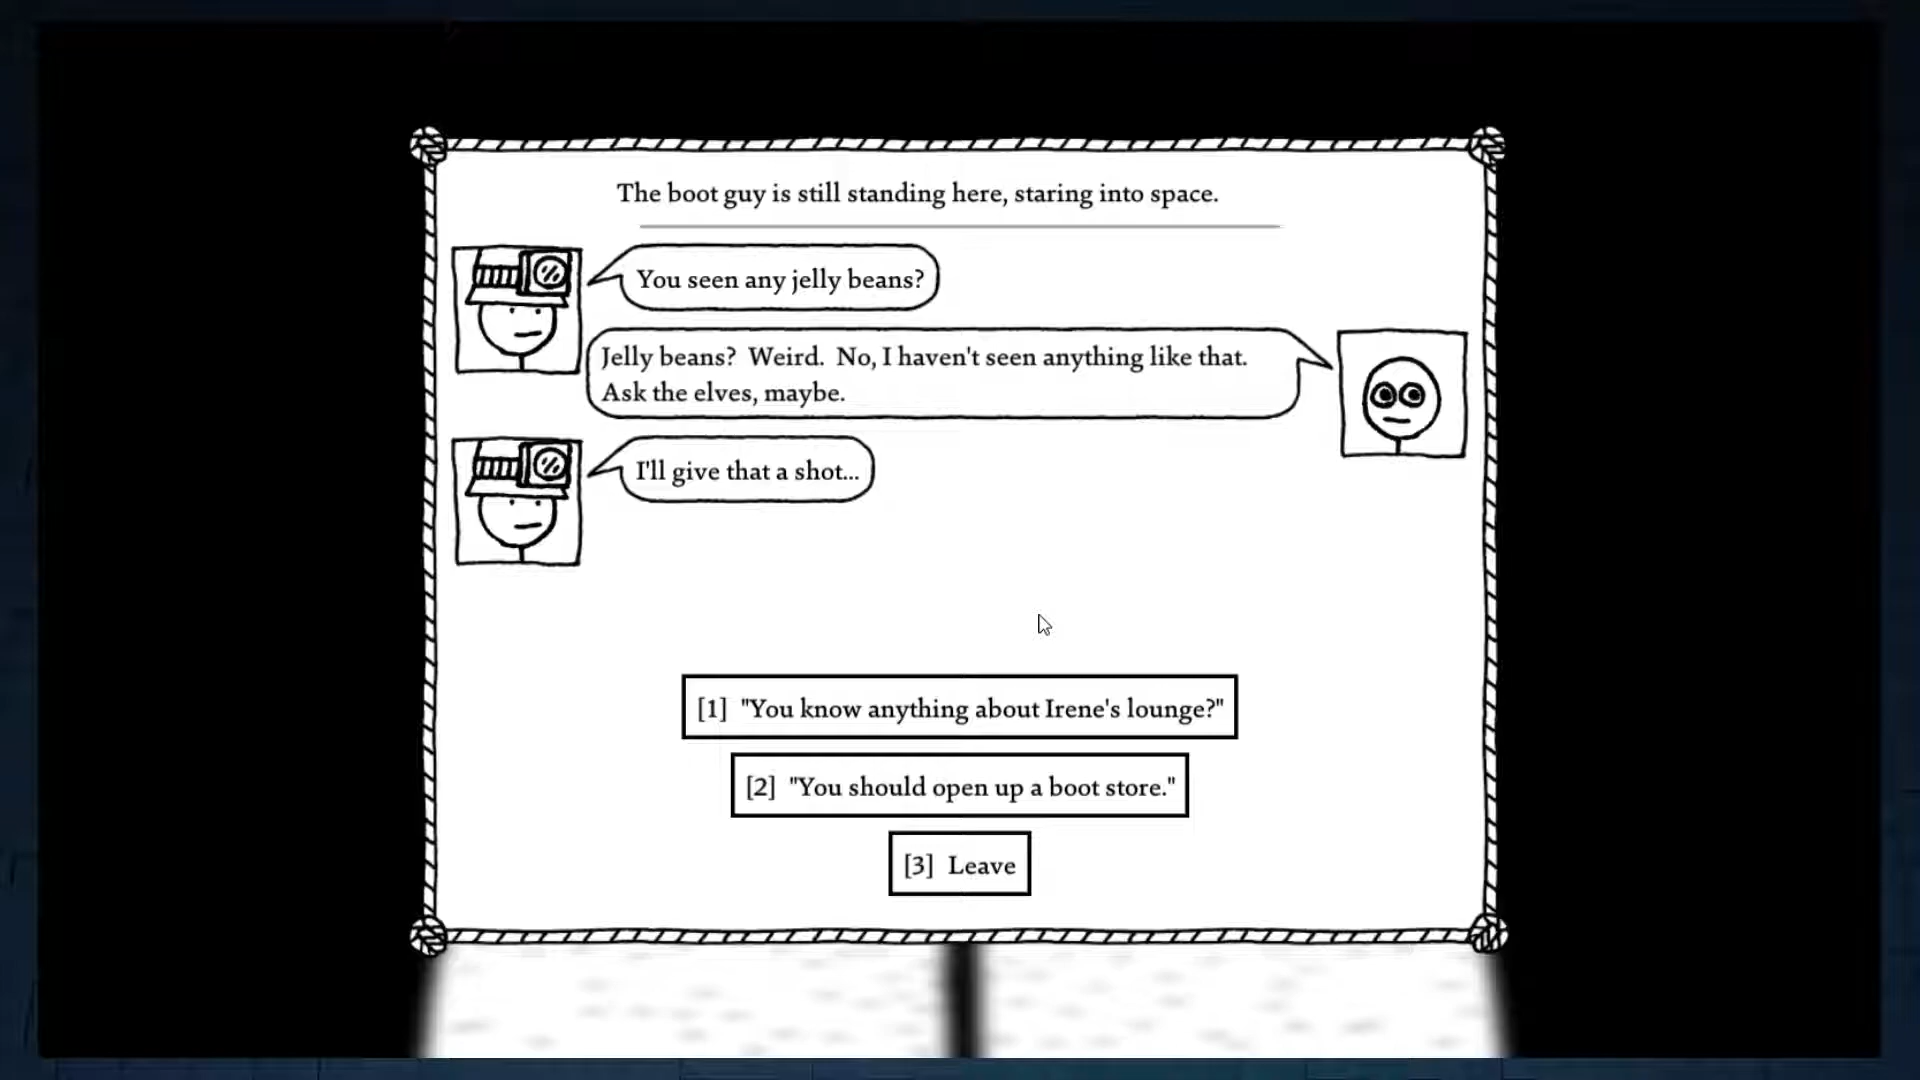 The boot guy is still standing here, staring into space.
You seen any jelly beans?
Jelly beans?  Weird.  No, I haven't seen anything like that.
Ask the elves, maybe.
I'll give that a shot...
[1]  "You know anything about Irene's lounge?"
[2]  "You should open up a boot store."
[3]  Leave